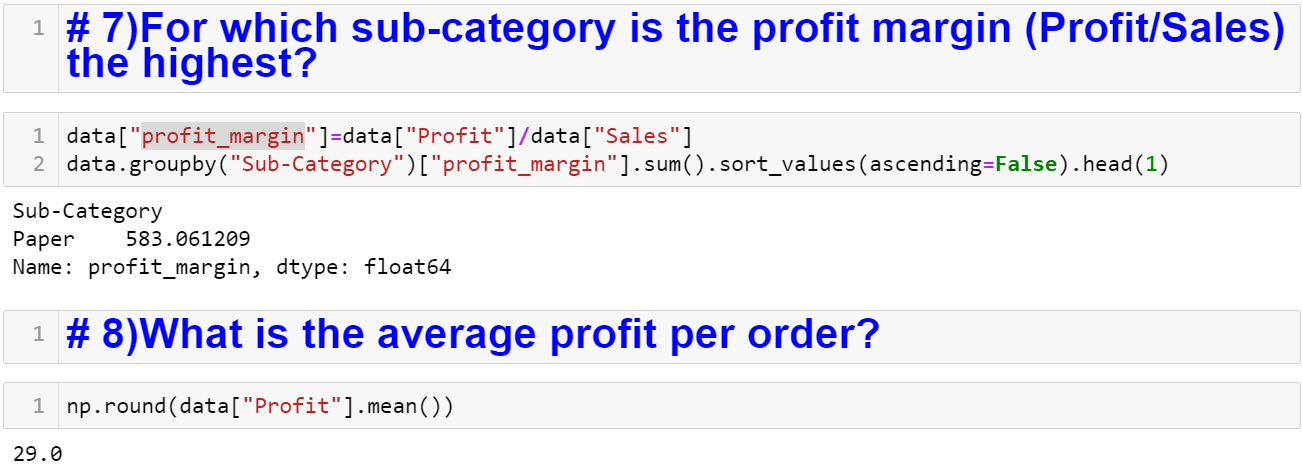 1 # 7)For which sub-category is the profit margin (Profit/Sales)
the highest?
1 data["profit_margin"]=data["Profit"]/data["Sales"]
2 data.groupby("Sub-Category")["profit_margin"].sum().sort_values(ascending=False).head(1)
Sub-Category
Paper    583.061209
Name: profit_margin, dtype: float64
1 # 8)What is the average profit per order?
1 np.round(data["Profit"].mean())
29.0